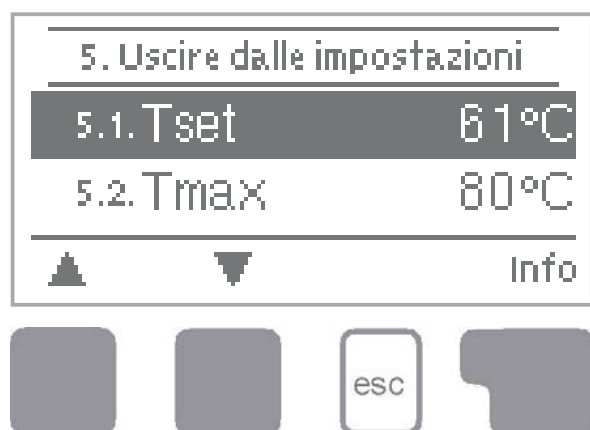 5. Uscire dalle impostazioni
5.1. Tset 61°C
5.2. Tmax 80°C
Info
esc